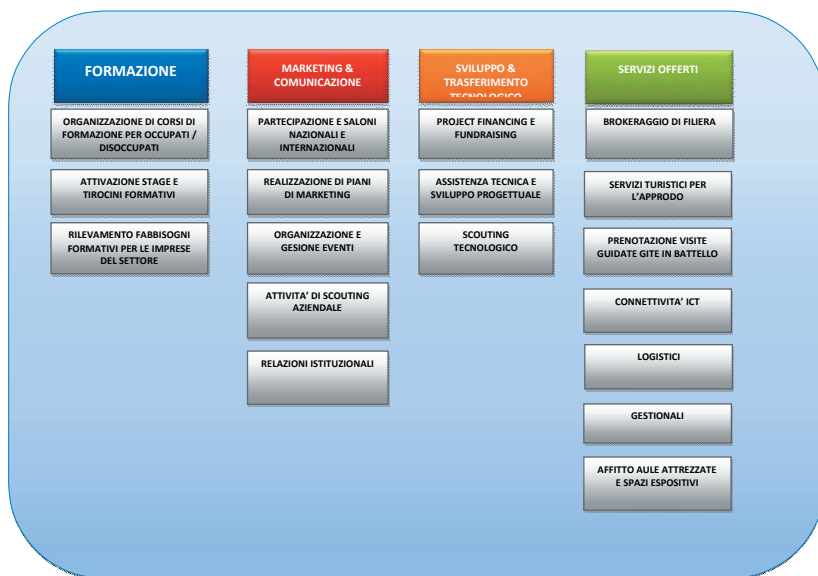 FORMAZIONE
ORGANIZZAZIONE DI CORSI DI
FORMAZIONE PER OCCUPATI /
DISOCCUPATI
ATTIVAZIONE STAGE E
TIROCINI FORMATIVI
RILEVAMENTO FABBISOGNI
FORMATIVI PER LE IMPRESE
DEL SETTORE
MARKETING &
COMUNICAZIONE
PARTECIPAZIONE E SALONI
NAZIONALI E
INTERNAZIONALI
REALIZZAZIONE DI PIANI
DI MARKETING
ORGANIZZAZIONE E
GESIONE EVENTI
ATTIVITA' DI SCOUTING
AZIENDALE
RELAZIONI ISTITUZIONALI
SVILUPPO &
TRASFERIMENTO
TECNOLOGICO
PROJECT FINANCING E
FUNDRAISING
ASSISTENZA TECNICA E
SVILUPPO PROGETTUALE
SCOUTING
TECNOLOGICO
SERVIZI OFFERTI
BROKERAGGIO DI FILIERA
SERVIZI TURISTICI PER
L'APPRODO
PRENOTAZIONE VISITE
GUIDATE GITE IN BATTELLO
CONNETTIVITA' ICT
LOGISTICI
GESTIONALI
AFFITTO AULE ATTREZZATE
E SPAZI ESPOSITIVI